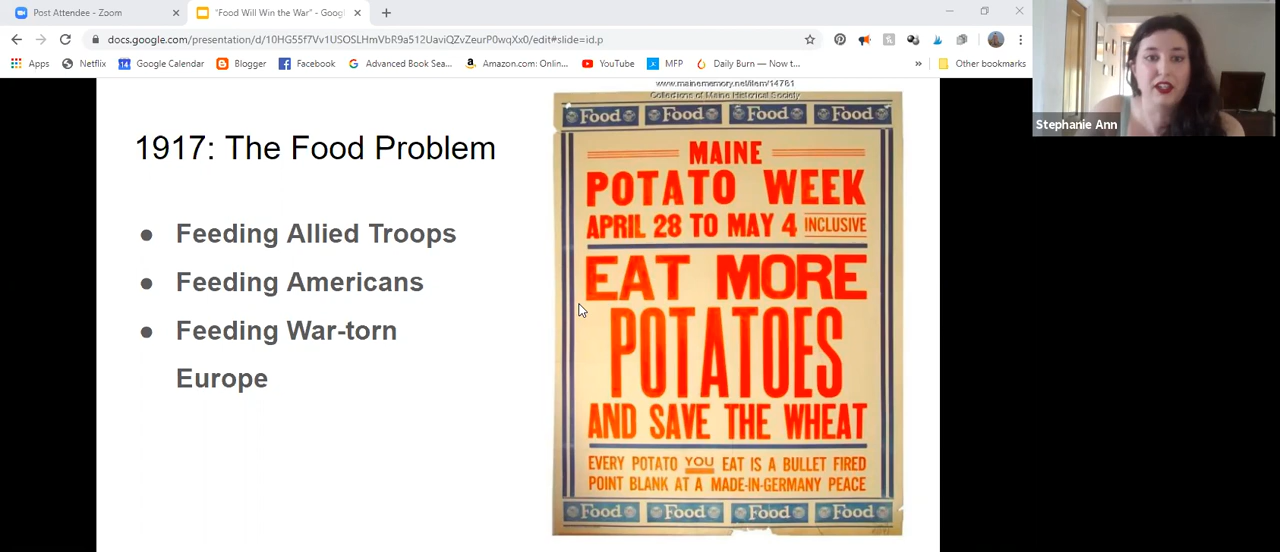 Post Attendee - Zoom
"Food Will Win the War" - Googl
docs.google.com/presentation/d/10HG55f7Vv1USOSLHmVbR9a512UaviQZvZeurP0wqXx0/edit#slide=id.p
Apps Netflix Google Calendar Blogger Facebook Advanced Book Sea... Amazon.com: Onlin... YouTube MFP Daily Burn — Now t... » Other bookmarks
Stephanie Ann
1917: The Food Problem
● Feeding Allied Troops
● Feeding Americans
● Feeding War-torn
Europe
www.mainememory.net/item/14761
Collections of Maine Historical Society
Food Food Food Food
MAINE
POTATO WEEK
APRIL 28 TO MAY 4 INCLUSIVE
EAT MORE
POTATOES
AND SAVE THE WHEAT
EVERY POTATO YOU EAT IS A BULLET FIRED
POINT BLANK AT A MADE-IN-GERMANY PEACE
Food Food Food Food